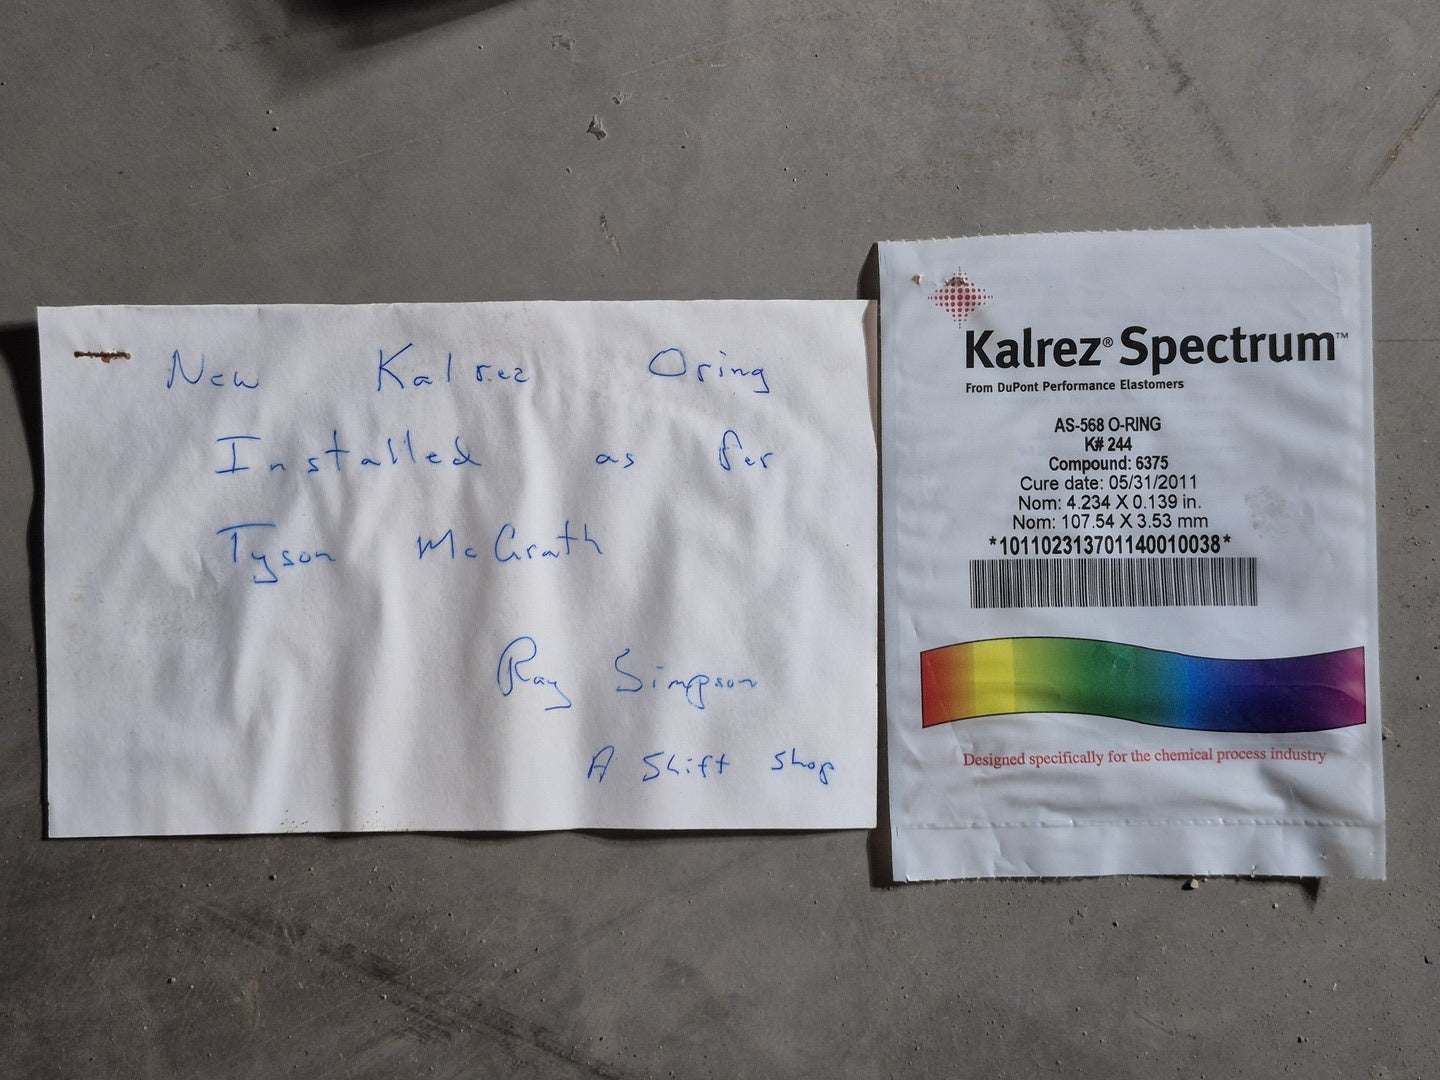 New Kalrez Oring
Installed as Per
Tyson McGrath
Ray Simpson
A Shift Shop
Kalrez® Spectrum™
From DuPont Performance Elastomers
AS-568 O-RING
K# 244
Compound: 6375
Cure date: 05/31/2011
Nom: 4.234 X 0.139 in.
Nom: 107.54 X 3.53 mm
*101102313701140010038*
Designed specifically for the chemical process industry